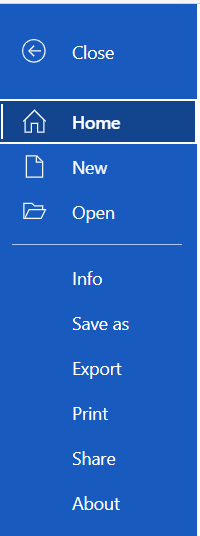 Close
Home
New
Open
Info
Save as
Export
Print
Share
About